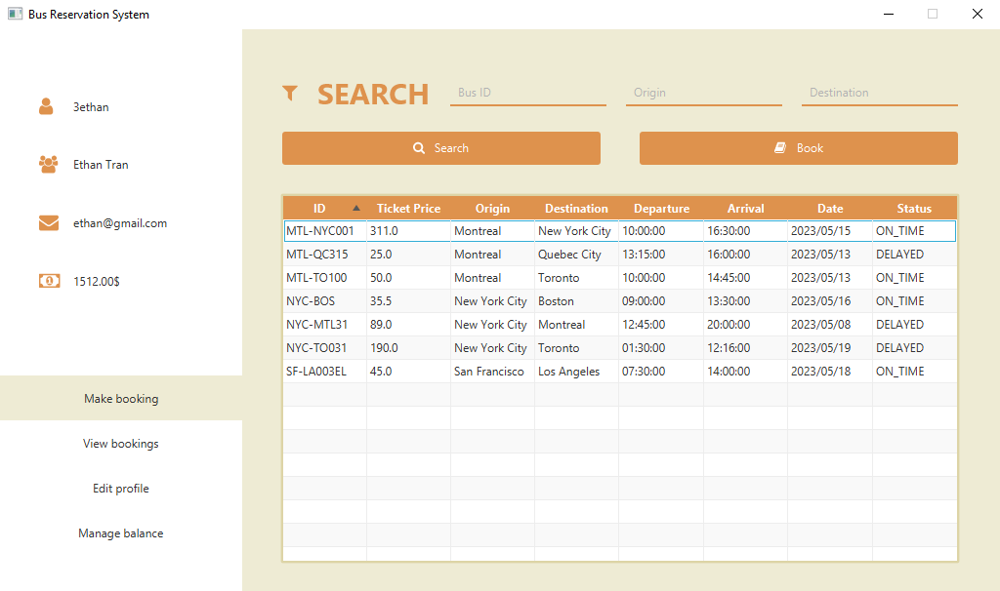 Bus Reservation System
3ethan
Ethan Tran
ethan@gmail.com
1512.00$
Make booking
View bookings
Edit profile
Manage balance
SEARCH Bus ID Origin Destination
Search Book
ID Ticket Price Origin Destination Departure Arrival Date Status
MTL-NYC001 311.0 Montreal New York City 10:00:00 16:30:00 2023/05/15 ON_TIME
MTL-QC315 25.0 Montreal Quebec City 13:15:00 16:00:00 2023/05/13 DELAYED
MTL-TO100 50.0 Montreal Toronto 10:00:00 14:45:00 2023/05/13 ON_TIME
NYC-BOS 35.5 New York City Boston 09:00:00 13:30:00 2023/05/16 ON_TIME
NYC-MTL31 89.0 New York City Montreal 12:45:00 20:00:00 2023/05/08 DELAYED
NYC-TO031 190.0 New York City Toronto 01:30:00 12:16:00 2023/05/19 DELAYED
SF-LA003EL 45.0 San Francisco Los Angeles 07:30:00 14:00:00 2023/05/18 ON_TIME